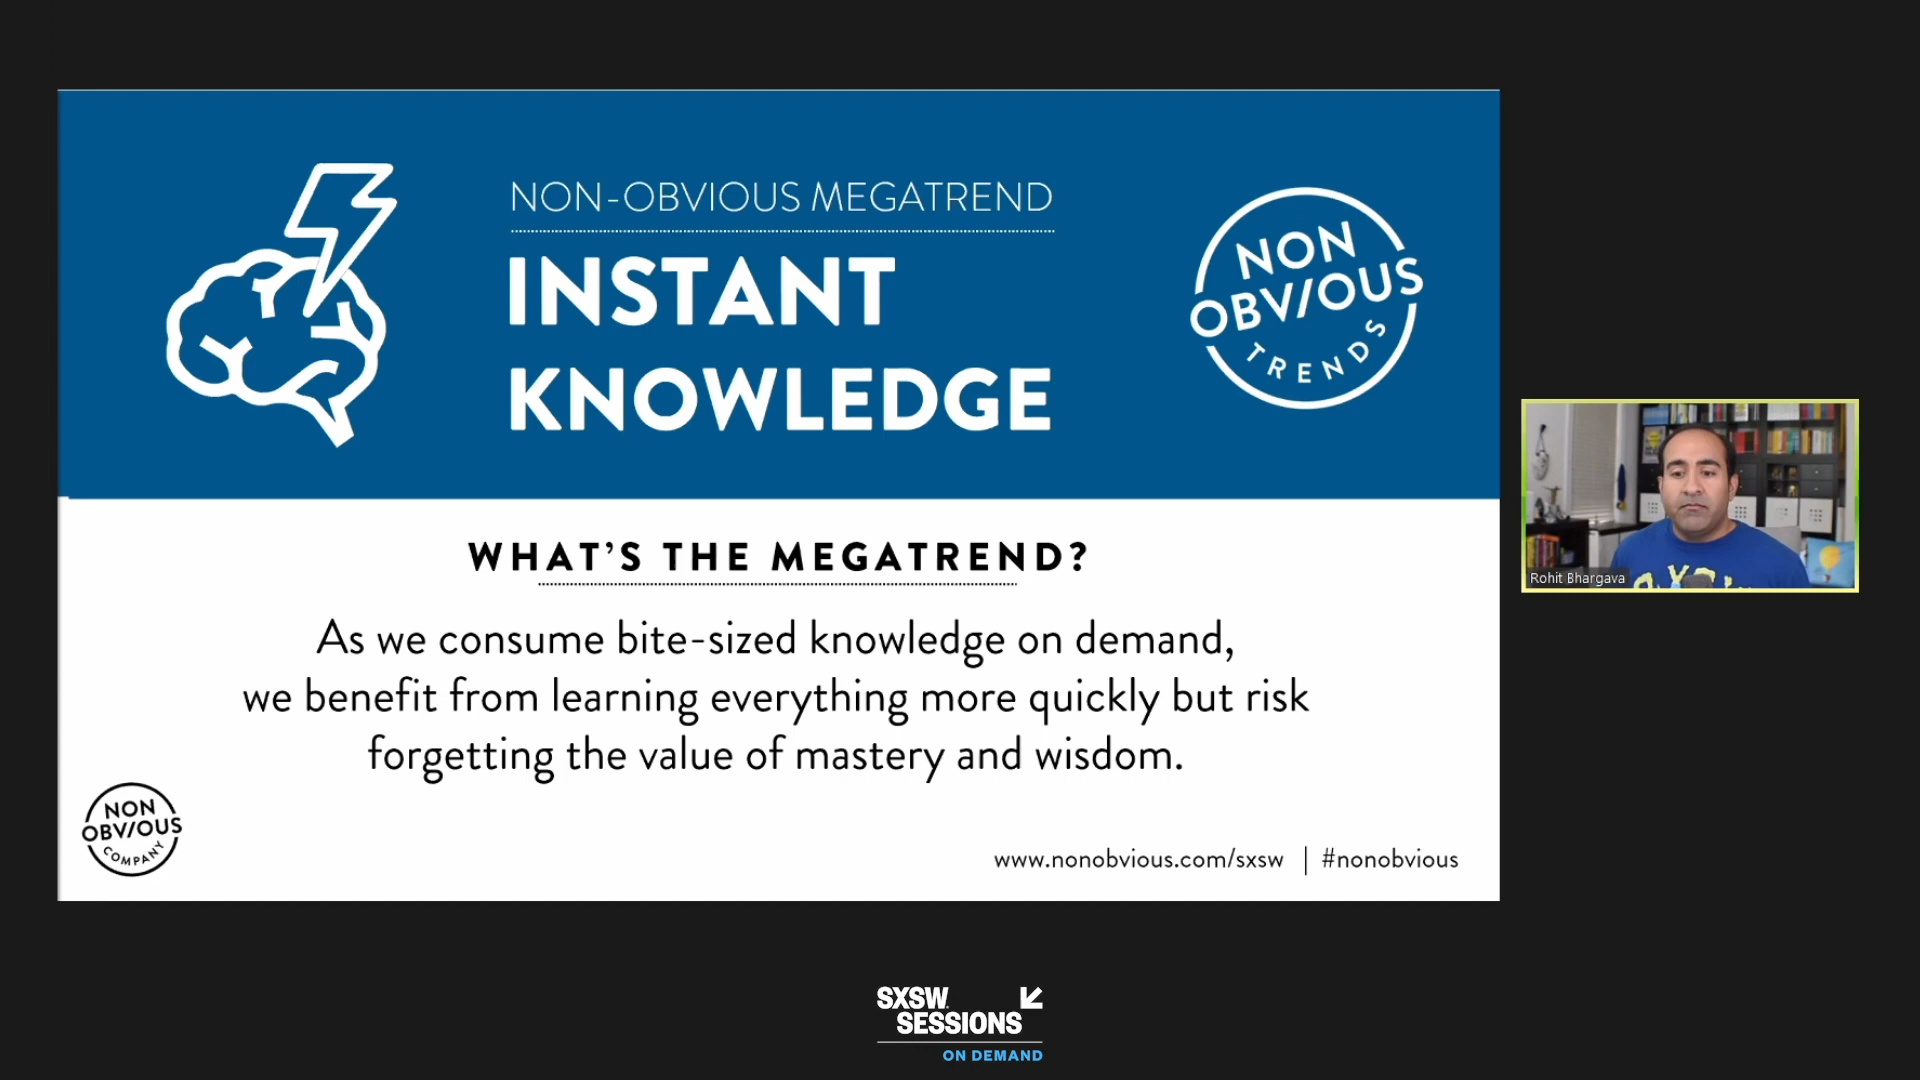 NON-OBVIOUS MEGATREND
INSTANT
KNOWLEDGE
NON
OBVIOUS
TRENDS
WHAT'S THE MEGATREND?
As we consume bite-sized knowledge on demand,
we benefit from learning everything more quickly but risk
forgetting the value of mastery and wisdom.
NON
OBVIOUS
COMPANY
www.nonobvious.com/sxsw | #nonobvious
Rohit Bhargava
SXSW
SESSIONS
ON DEMAND